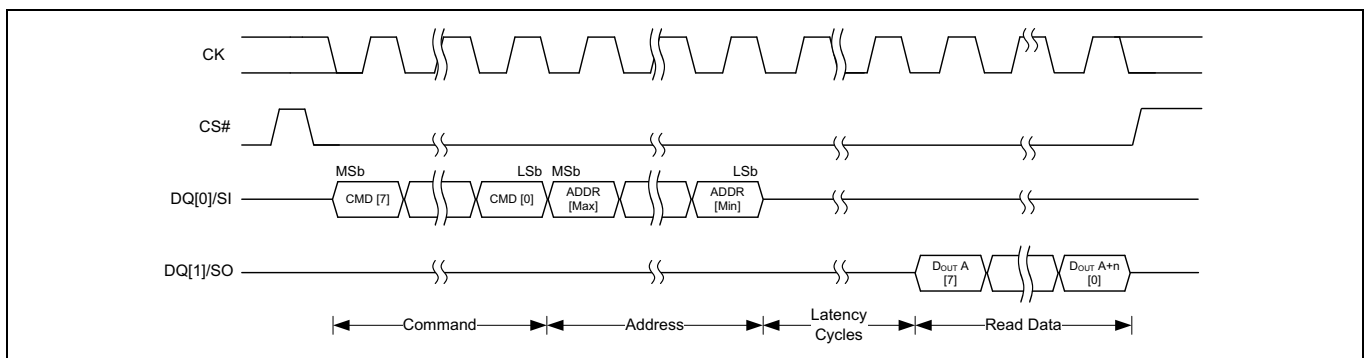 CK
CS#
MSb LSb MSb LSb
DQ[0]/SI CMD [7] CMD [0] ADDR [Max] ADDR [Min]
DQ[1]/SO DOUT A [7] DOUT A+n [0]
Command Address Latency Cycles Read Data